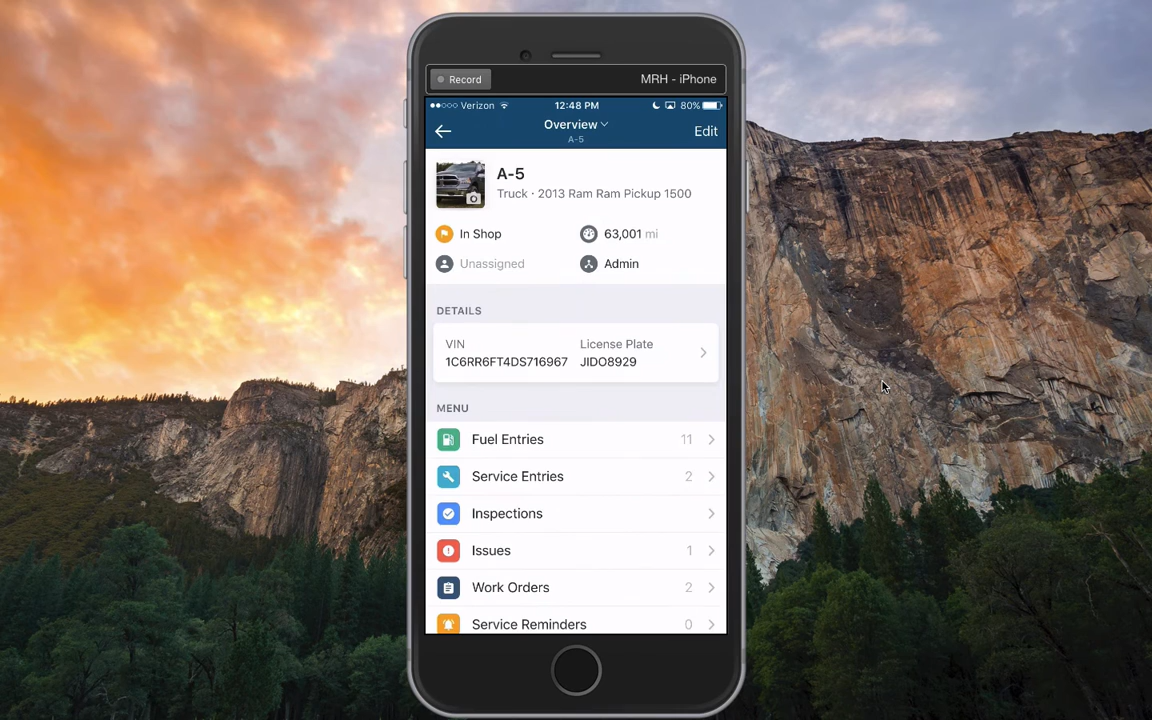 Record
MRH - iPhone
Verizon
12:48 PM
80%
Overview
A-5
Edit
A-5
Truck · 2013 Ram Ram Pickup 1500
In Shop
63,001 mi
Unassigned
Admin
DETAILS
VIN
License Plate
1C6RR6FT4DS716967
JIDO8929
MENU
Fuel Entries
11
Service Entries
2
Inspections
Issues
1
Work Orders
2
Service Reminders
0